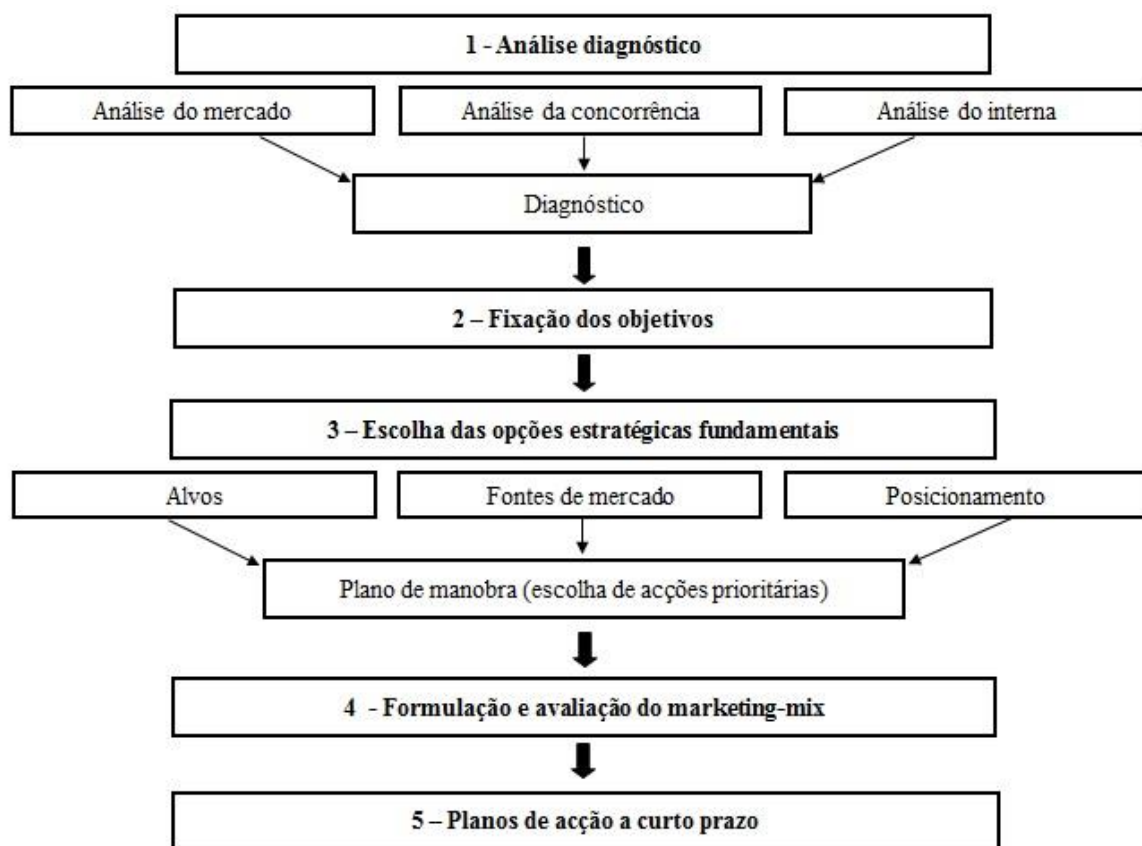 1 - Análise diagnóstico
Análise do mercado
Análise da concorrência
Análise do interna
Diagnóstico
2 – Fixação dos objetivos
3 – Escolha das opções estratégicas fundamentais
Alvos
Fontes de mercado
Posicionamento
Plano de manobra (escolha de acções prioritárias)
4 - Formulação e avaliação do marketing-mix
5 – Planos de acção a curto prazo